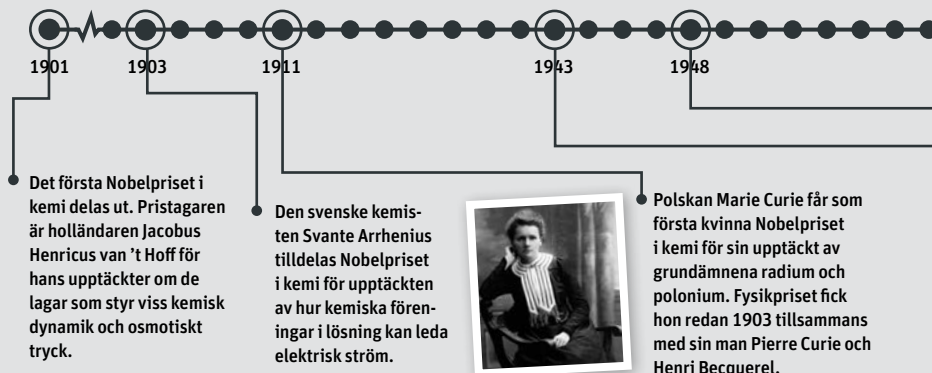 1901
1903
1911
1943
1948
Det första Nobelpriset i
kemi delas ut. Pristagaren
är holländaren Jacobus
Henricus van ’t Hoff för
hans upptäckter om de
lagar som styr viss kemisk
dynamik och osmotiskt
tryck.
Den svenske kemis-
ten Svante Arrhenius
tilldelas Nobelpriset
i kemi för upptäckten
av hur kemiska fören-
ingar i lösning kan leda
elektrisk ström.
Polskan Marie Curie får som
första kvinna Nobelpriset
i kemi för sin upptäckt av
grundämnena radium och
polonium. Fysikpriset fick
hon redan 1903 tillsammans
med sin man Pierre Curie och
Henri Becquerel.